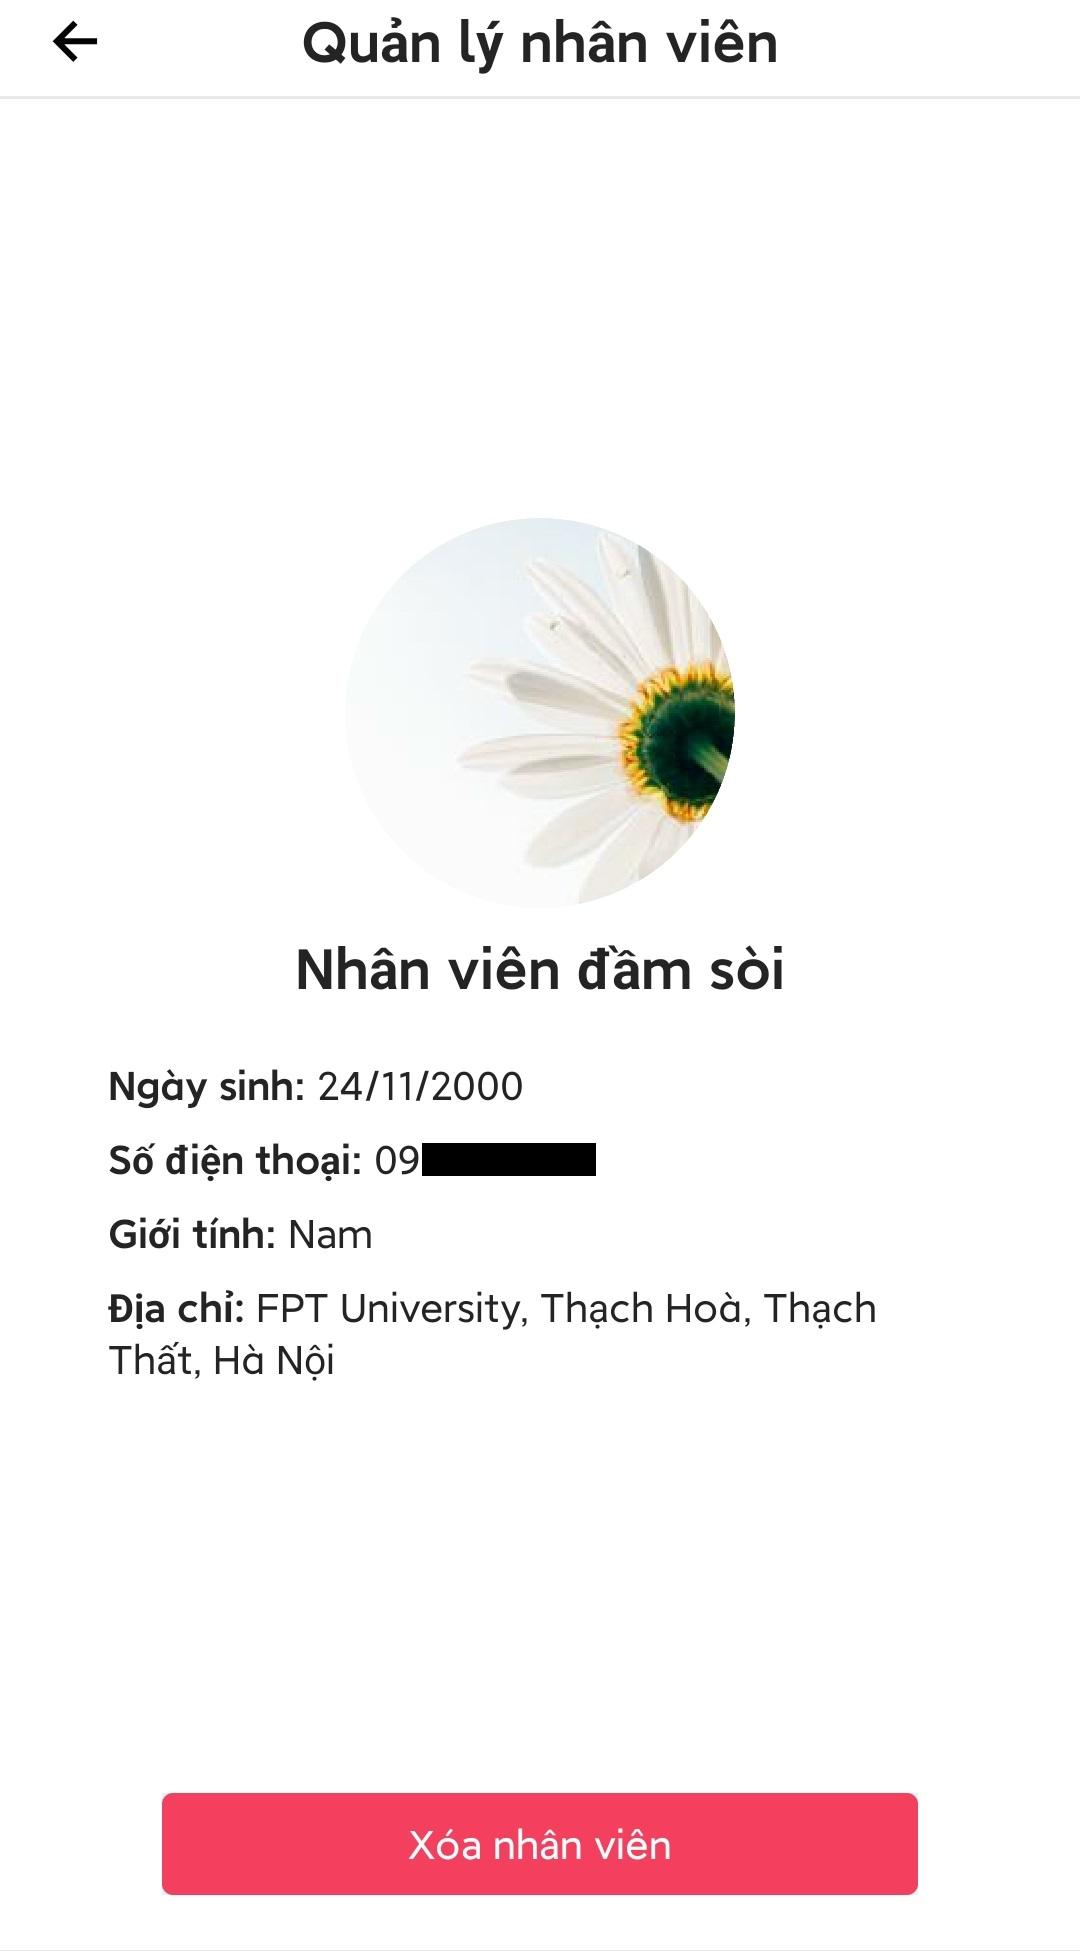 Quản lý nhân viên
Nhân viên đầm sòi
Ngày sinh: 24/11/2000
Số điện thoại: 09
Giới tính: Nam
Địa chỉ: FPT University, Thạch Hoà, Thạch
Thất, Hà Nội
Xóa nhân viên